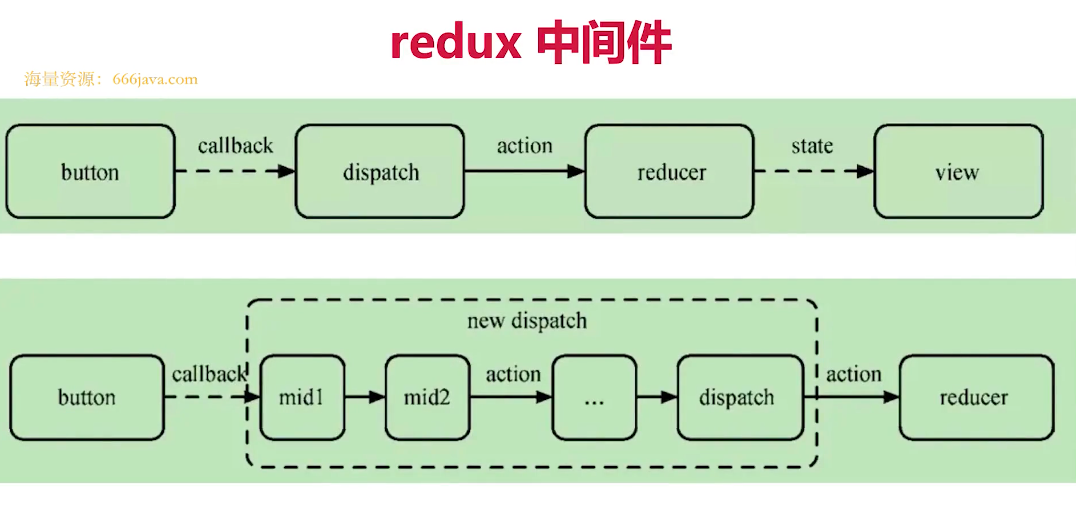 redux 中间件
海量资源：666java.com
callback action state
button dispatch reducer view
new dispatch
callback action action
button mid1 mid2 ... dispatch reducer